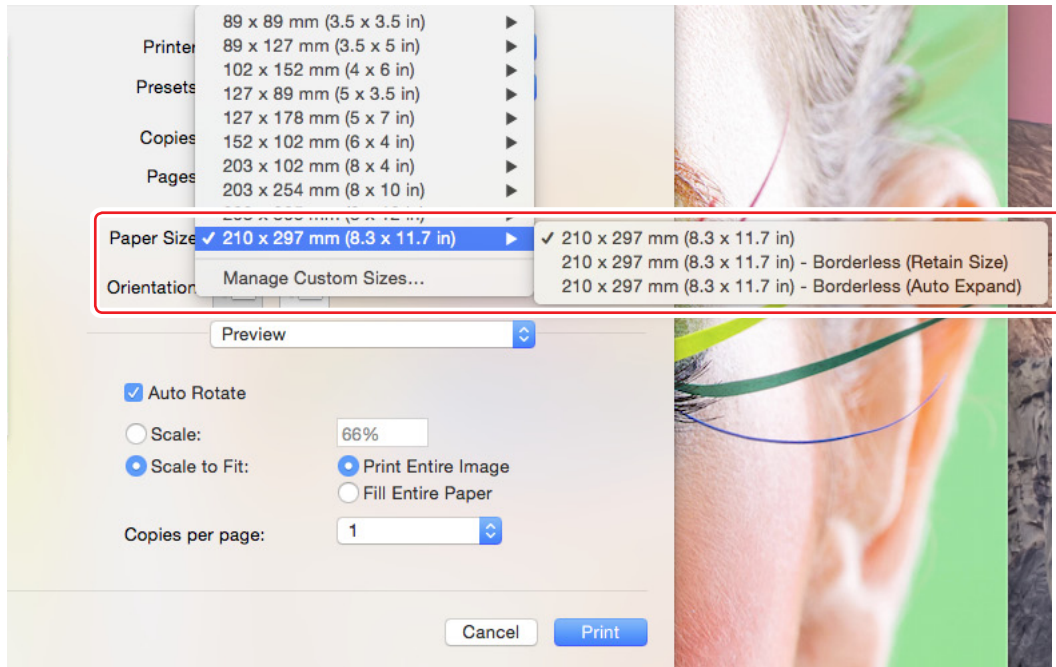 89 x 89 mm (3.5 x 3.5 in)
Printer
89 x 127 mm (3.5 x 5 in)
102 x 152 mm (4 x 6 in)
Presets
127 x 89 mm (5 x 3.5 in)
127 x 178 mm (5 x 7 in)
Copies
152 x 102 mm (6 x 4 in)
203 x 102 mm (8 x 4 in)
Pages
203 x 254 mm (8 x 10 in)
Paper Size ✓ 210 x 297 mm (8.3 x 11.7 in)
✓ 210 x 297 mm (8.3 x 11.7 in)
210 x 297 mm (8.3 x 11.7 in) - Borderless (Retain Size)
210 x 297 mm (8.3 x 11.7 in) - Borderless (Auto Expand)
Manage Custom Sizes...
Orientation
Preview
Auto Rotate
Scale: 66%
Scale to Fit: Print Entire Image
Fill Entire Paper
Copies per page: 1
Cancel Print